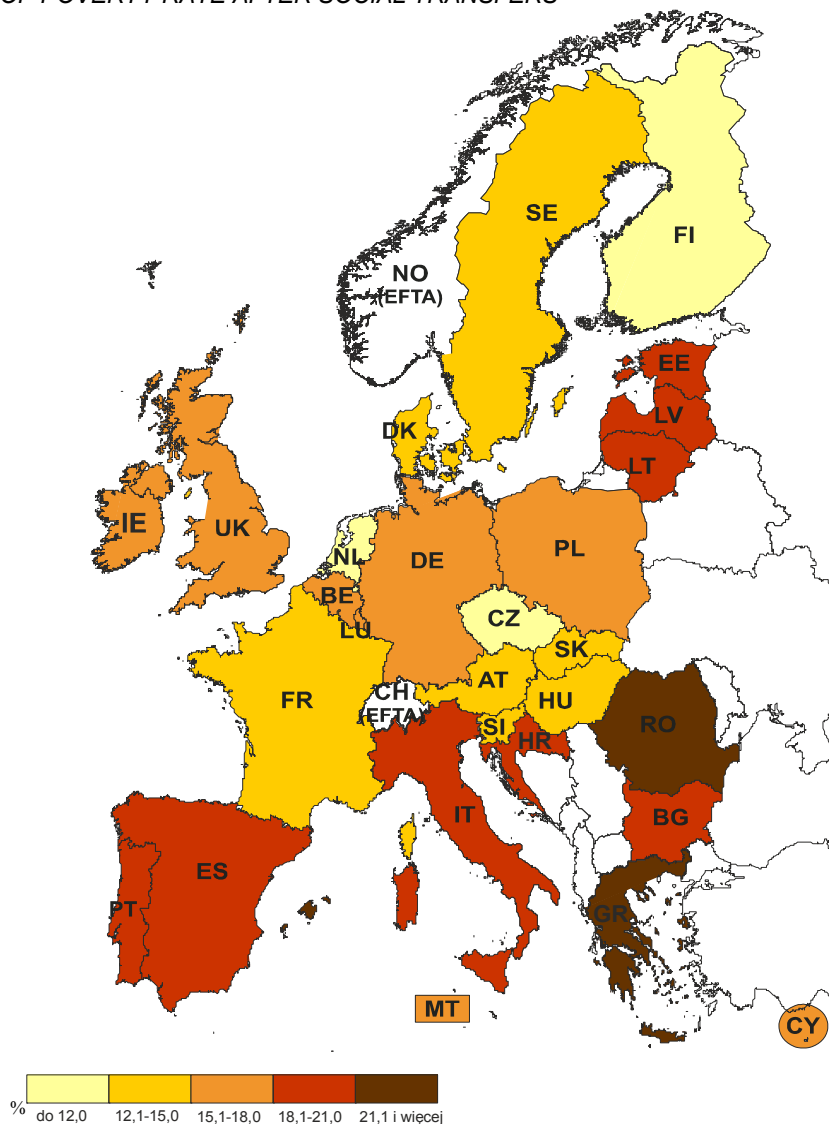 OF POVERTY RATE AFTER SOCIAL TRANSFERS
SE
FI
NO
(EFTA)
EE
LV
DK
LT
IE
UK
PL
NL
DE
BE
CZ
LU
SK
AT
CH
FR
HU
(EFTA)
SI
RO
HR
IT
BG
ES
PT
GR
MT
CY
% do 12,0 12,1-15,0 15,1-18,0 18,1-21,0 21,1 i więcej